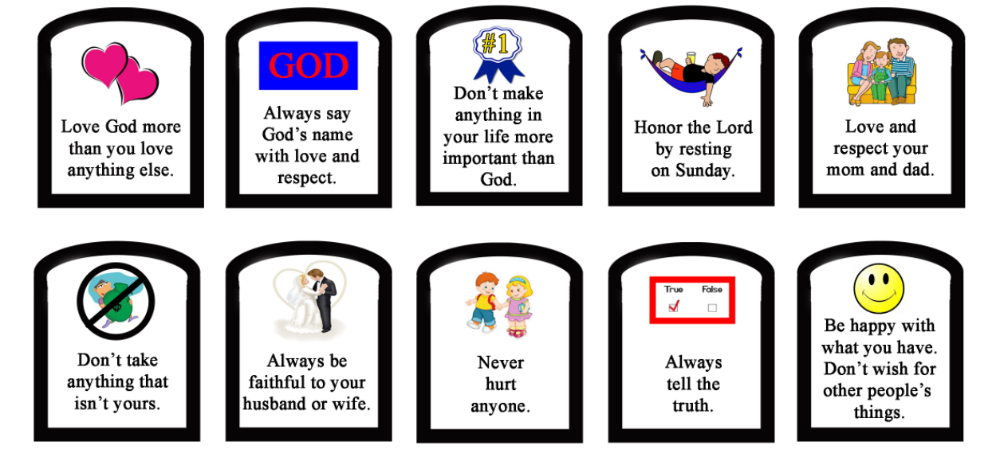 Love God more
than you love
anything else.
GOD
Always say
God's name
with love and
respect.
#1
Don't make
anything in
your life more
important than
God.
Honor the Lord
by resting
on Sunday.
Love and
respect your
mom and dad.
$
Don't take
anything that
isn't yours.
Always be
faithful to your
husband or wife.
Never
hurt
anyone.
True False
Always
tell the
truth.
Be happy with
what you have.
Don't wish for
other people's
things.